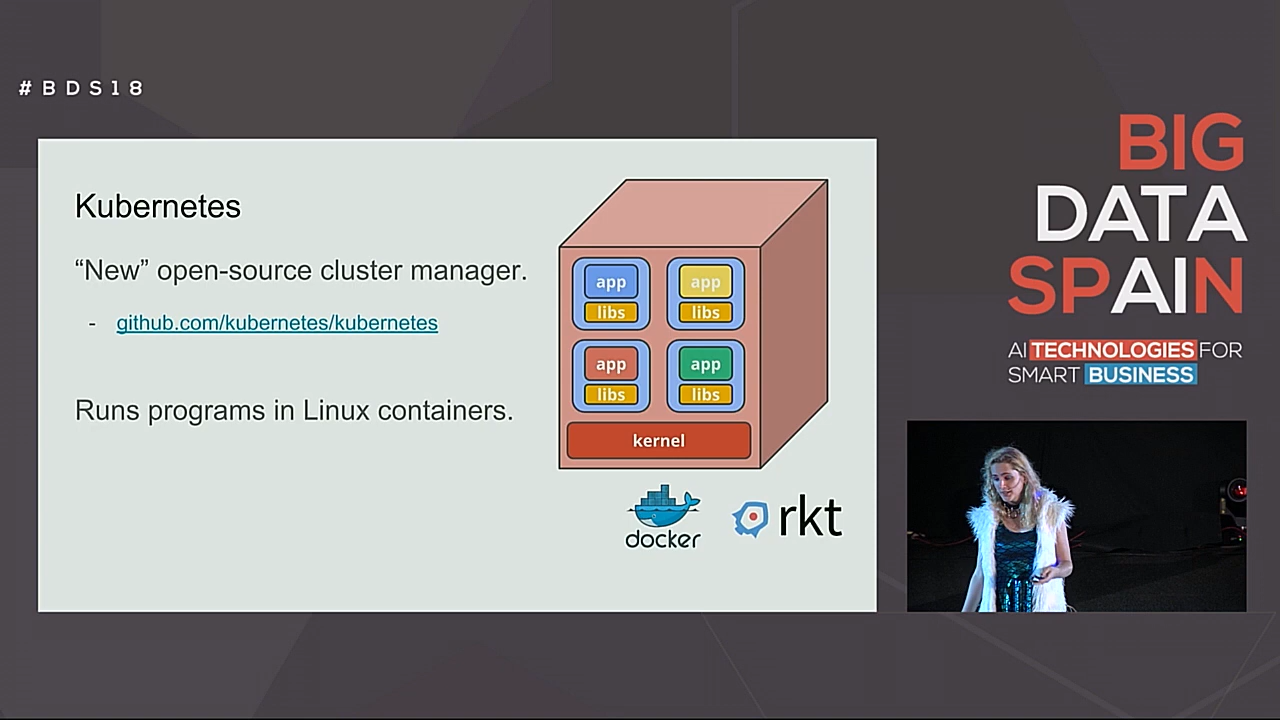 #BDS18
Kubernetes
“New” open-source cluster manager.
- github.com/kubernetes/kubernetes
Runs programs in Linux containers.
app app
libs libs
app app
libs libs
kernel
docker rkt
BIG
DATA
SPAIN
AI TECHNOLOGIES FOR
SMART BUSINESS